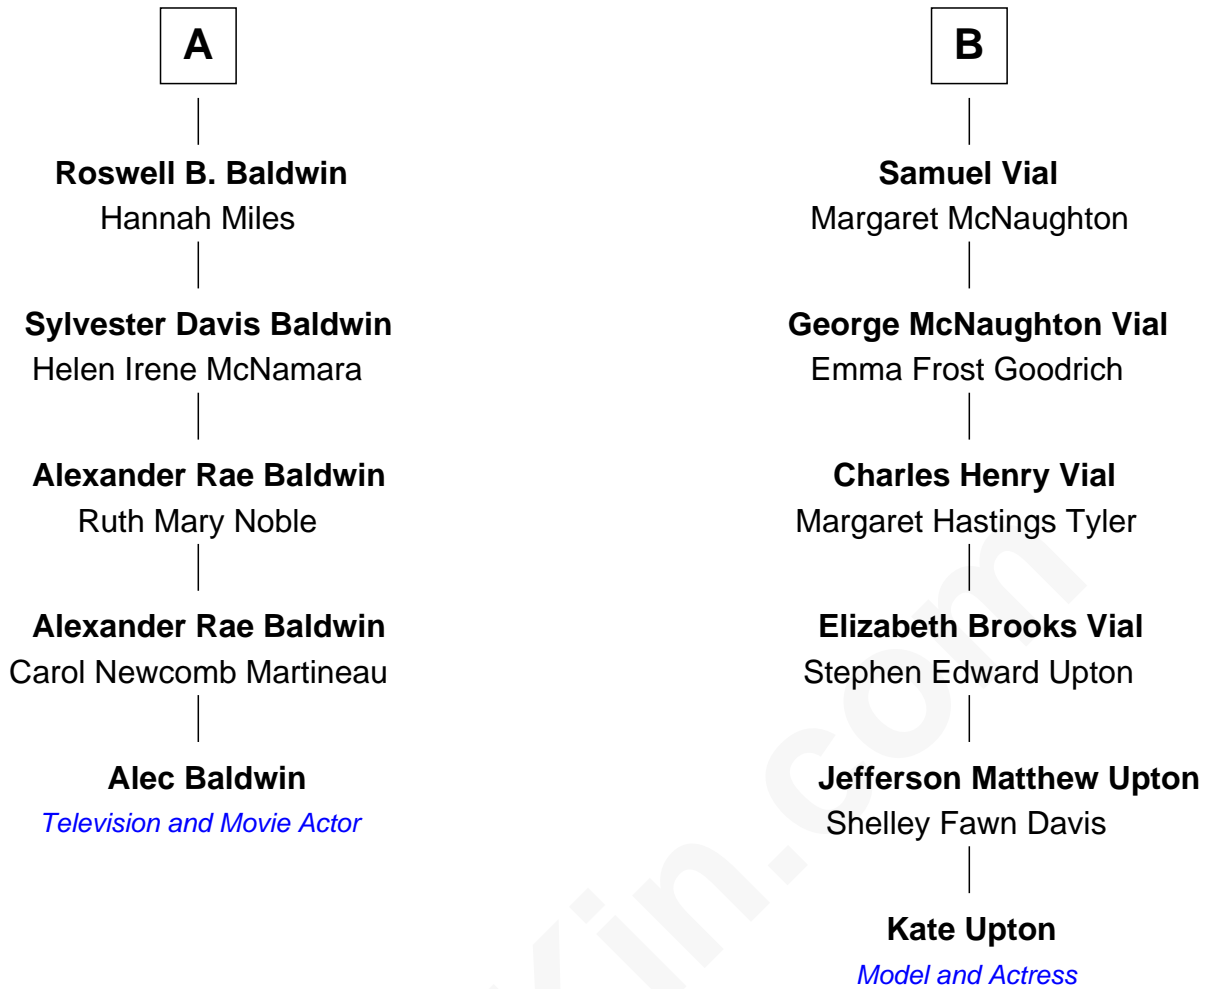 A
Roswell B. Baldwin
Hannah Miles
Sylvester Davis Baldwin
Helen Irene McNamara
Alexander Rae Baldwin
Ruth Mary Noble
Alexander Rae Baldwin
Carol Newcomb Martineau
Alec Baldwin
Television and Movie Actor
B
Samuel Vial
Margaret McNaughton
George McNaughton Vial
Emma Frost Goodrich
Charles Henry Vial
Margaret Hastings Tyler
Elizabeth Brooks Vial
Stephen Edward Upton
Jefferson Matthew Upton
Shelley Fawn Davis
Kate Upton
Model and Actress
Kin.com